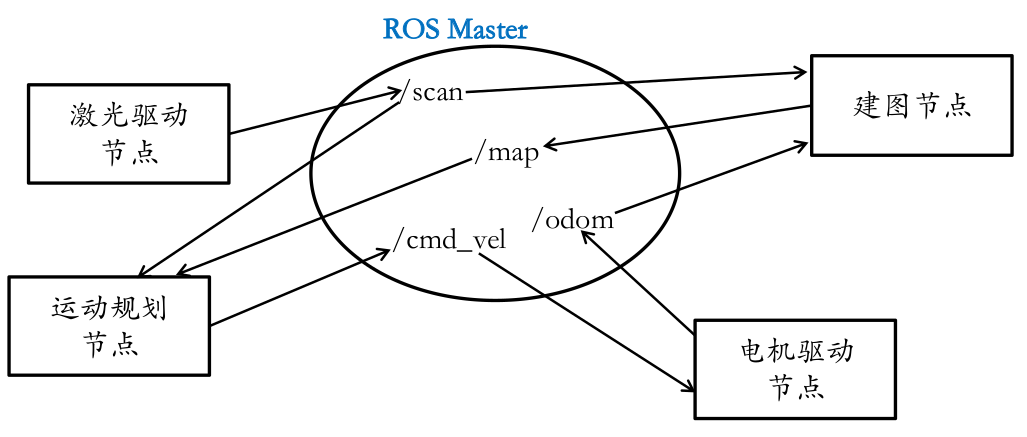 ROS Master
激光驱动
节点
/scan
建图节点
/map
/odom
/cmd_vel
运动规划
节点
电机驱动
节点